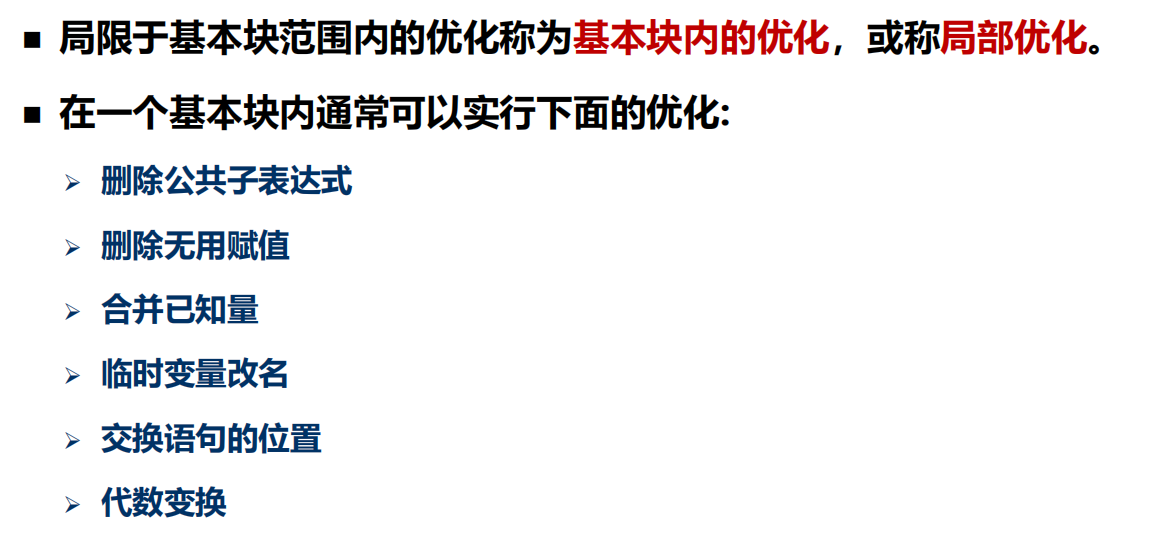 ■ 局限于基本块范围内的优化称为基本块内的优化，或称局部优化。
■ 在一个基本块内通常可以实行下面的优化:
➢ 删除公共子表达式
➢ 删除无用赋值
➢ 合并已知量
➢ 临时变量改名
➢ 交换语句的位置
➢ 代数变换